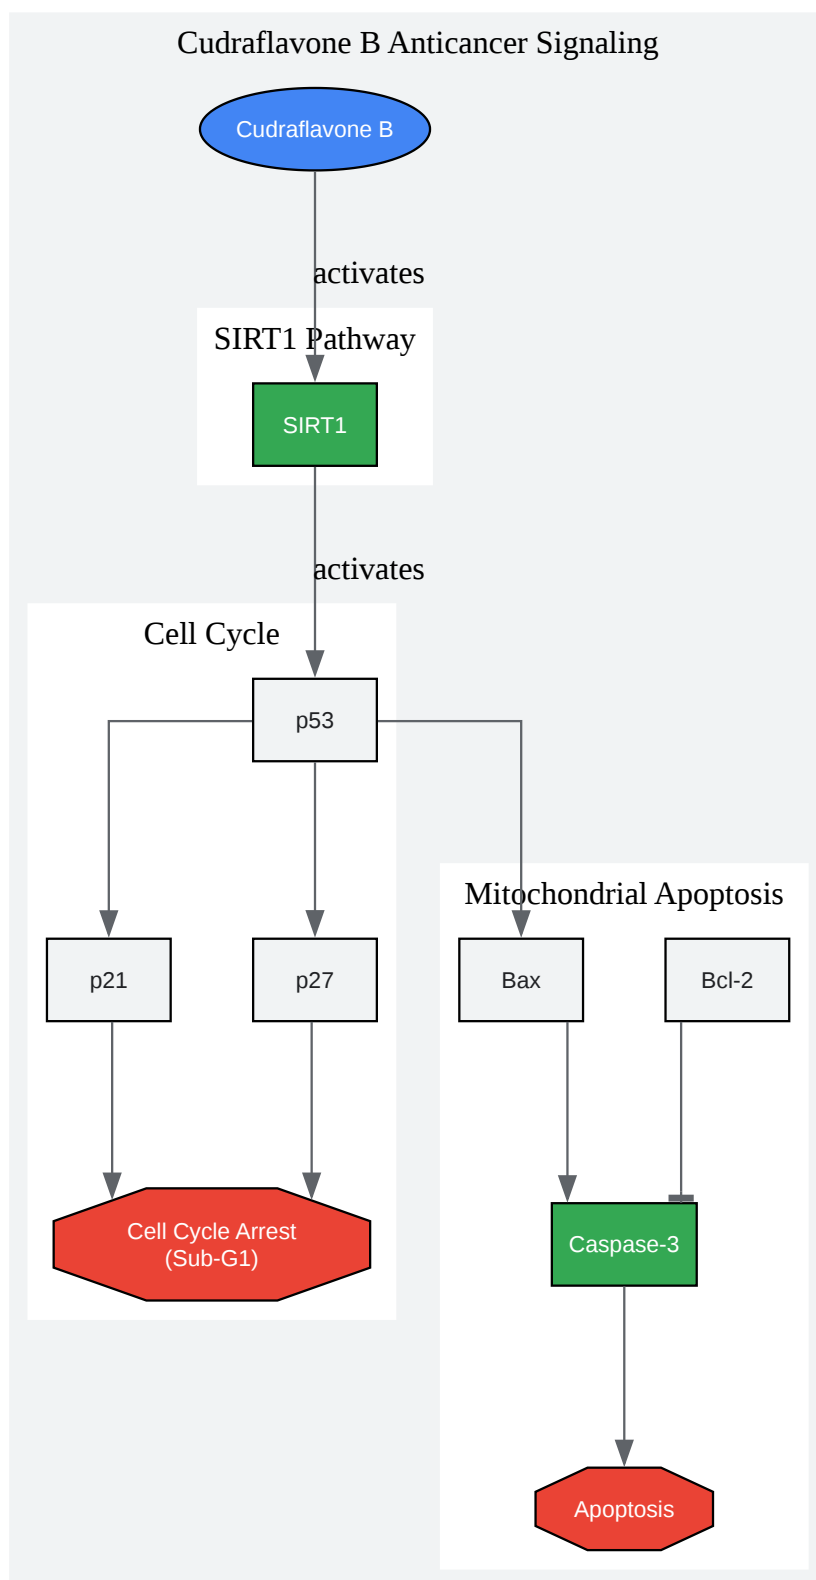 Cudraflavone B Anticancer Signaling
Cudraflavone B
activates
SIRT1 Pathway
SIRT1
activates
Cell Cycle
p53
Mitochondrial Apoptosis
p21
p27
Bax
Bcl-2
Cell Cycle Arrest
(Sub-G1)
Caspase-3
Apoptosis